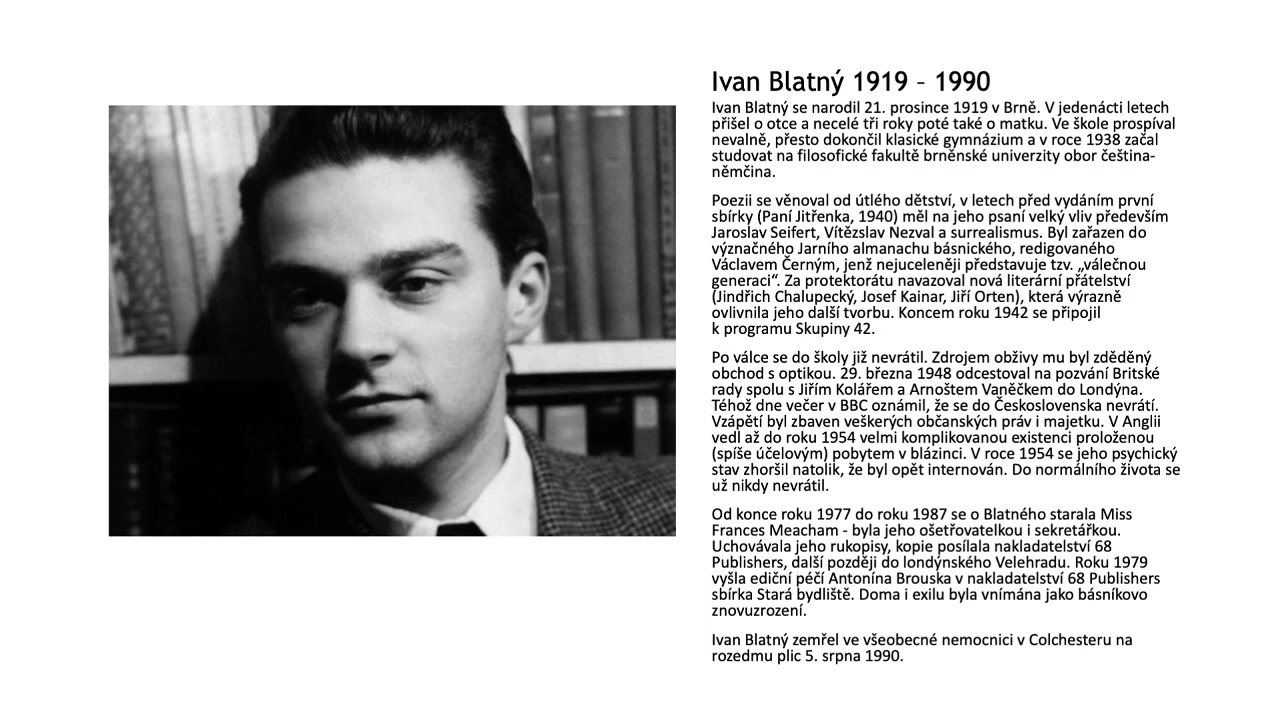 Ivan Blatný 1919 – 1990
Ivan Blatný se narodil 21. prosince 1919 v Brně. V jedenácti letech
přišel o otce a necelé tři roky poté také o matku. Ve škole prospíval
nevalně, přesto dokončil klasické gymnázium a v roce 1938 začal
studovat na filosofické fakultě brněnské univerzity obor čeština-
němčina.
Poezii se věnoval od útlého dětství, v letech před vydáním první
sbírky (Paní Jitřenka, 1940) měl na jeho psaní velký vliv především
Jaroslav Seifert, Vítězslav Nezval a surrealismus. Byl zařazen do
význačného Jarního almanachu básnického, redigovaného
Václavem Černým, jenž nejuceleněji představuje tzv. „válečnou
generaci“. Za protektorátu navazoval nová literární přátelství
(Jindřich Chalupecký, Josef Kainar, Jiří Orten), která výrazně
ovlivnila jeho další tvorbu. Koncem roku 1942 se připojil
k programu Skupiny 42.
Po válce se do školy již nevrátil. Zdrojem obživy mu byl zděděný
obchod s optikou. 29. března 1948 odcestoval na pozvání Britské
rady spolu s Jiřím Kolářem a Arnoštem Vaněčkem do Londýna.
Téhož dne večer v BBC oznámil, že se do Československa nevrátí.
Vzápětí byl zbaven veškerých občanských práv i majetku. V Anglii
vedl až do roku 1954 velmi komplikovanou existenci proloženou
(spíše účelovým) pobytem v blázinci. V roce 1954 se jeho psychický
stav zhoršil natolik, že byl opět internován. Do normálního života se
už nikdy nevrátil.
Od konce roku 1977 do roku 1987 se o Blatného starala Miss
Frances Meacham - byla jeho ošetřovatelkou i sekretářkou.
Uchovávala jeho rukopisy, kopie posílala nakladatelství 68
Publishers, další později do londýnského Velehradu. Roku 1979
vyšla ediční péčí Antonína Brouska v nakladatelství 68 Publishers
sbírka Stará bydliště. Doma i exilu byla vnímána jako básníkovo
znovuzrození.
Ivan Blatný zemřel ve všeobecné nemocnici v Colchesteru na
rozedmu plic 5. srpna 1990.